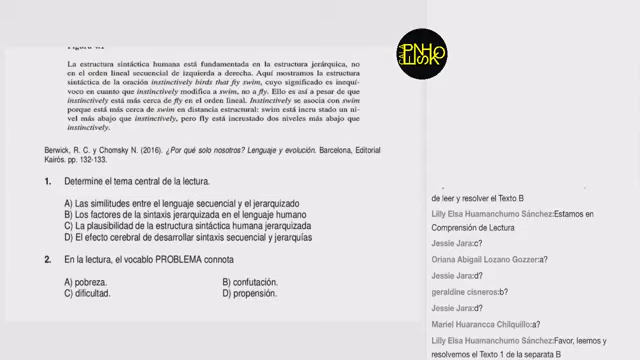 Figura 4.1
La estructura sintáctica humana está fundamentada en la estructura jerárquica, no
en el orden lineal secuencial de izquierda a derecha. Aquí mostramos la estructura
sintáctica de la oración instinctively birds that fly swim, cuyo significado es inequí-
voco en cuanto que instinctively modifica a swim, no a fly. Ello es así a pesar de que
instinctively está más cerca de fly en el orden lineal. Instinctively se asocia con swim
porque está más cerca de swim en distancia estructural: swim está incru stado un ni-
vel más abajo que instinctively, pero fly está incrustado dos niveles más abajo que
instinctively.
Berwick, R. C. y Chomsky N. (2016). ¿Por qué solo nosotros? Lenguaje y evolución. Barcelona, Editorial
Kairós. pp. 132-133.
1. Determine el tema central de la lectura.
A) Las similitudes entre el lenguaje secuencial y el jerarquizado
B) Los factores de la sintaxis jerarquizada en el lenguaje humano
C) La plausibilidad de la estructura sintáctica humana jerarquizada
D) El efecto cerebral de desarrollar sintaxis secuencial y jerarquías
2. En la lectura, el vocablo PROBLEMA connota
A) pobreza. B) confutación.
C) dificultad. D) propensión.
de leer y resolver el Texto B
Lilly Elsa Huamanchumo Sánchez:Estamos en
Comprensión de Lectura
Jessie Jara:c?
Oriana Abigail Lozano Gozzer:a?
Jessie Jara:d?
geraldine cisneros:b?
Jessie Jara:d?
Mariel Huarancca Chilquillo:a?
Lilly Elsa Huamanchumo Sánchez:Favor, leemos y
resolvemos el Texto 1 de la separata B